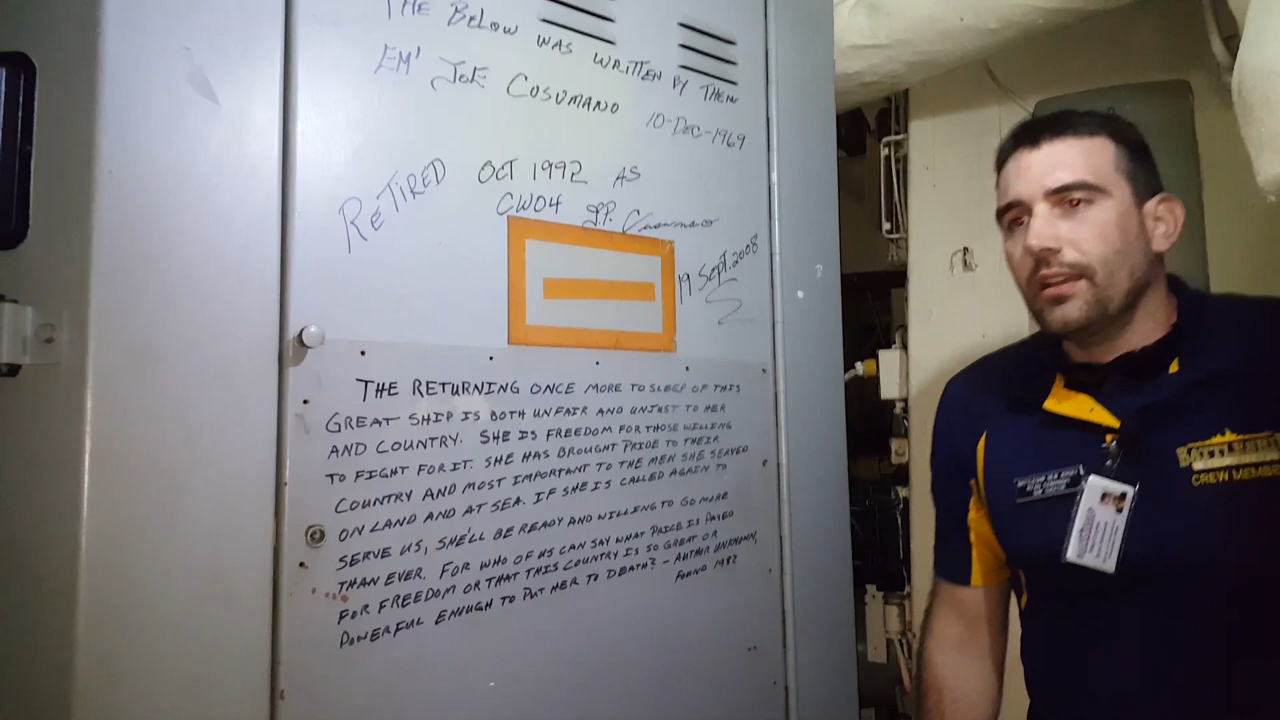 THE BELOW WAS WRITTEN BY THEN
EM' JOE COSUMANO 10-DEC-1969
RETIRED OCT 1992 AS
CWO4 J.P. Cusumano
19 SEPT. 2008
THE RETURNING ONCE MORE TO SLEEP OF THIS
GREAT SHIP IS BOTH UNFAIR AND UNJUST TO HER
AND COUNTRY. SHE IS FREEDOM FOR THOSE WILLING
TO FIGHT FOR IT. SHE HAS BROUGHT PRIDE TO THEIR
COUNTRY AND MOST IMPORTANT TO THE MEN SHE SERVED
ON LAND AND AT SEA. IF SHE IS CALLED AGAIN TO
SERVE US, SHE'LL BE READY AND WILLING TO GO MORE
THAN EVER. FOR WHO OF US CAN SAY WHAT PRICE IS PAYED
FOR FREEDOM OR THAT THIS COUNTRY IS SO GREAT OR
POWERFUL ENOUGH TO PUT HER TO DEATH? - AUTHOR UNKNOWN,
FOUND 1982
CREW MEMBE